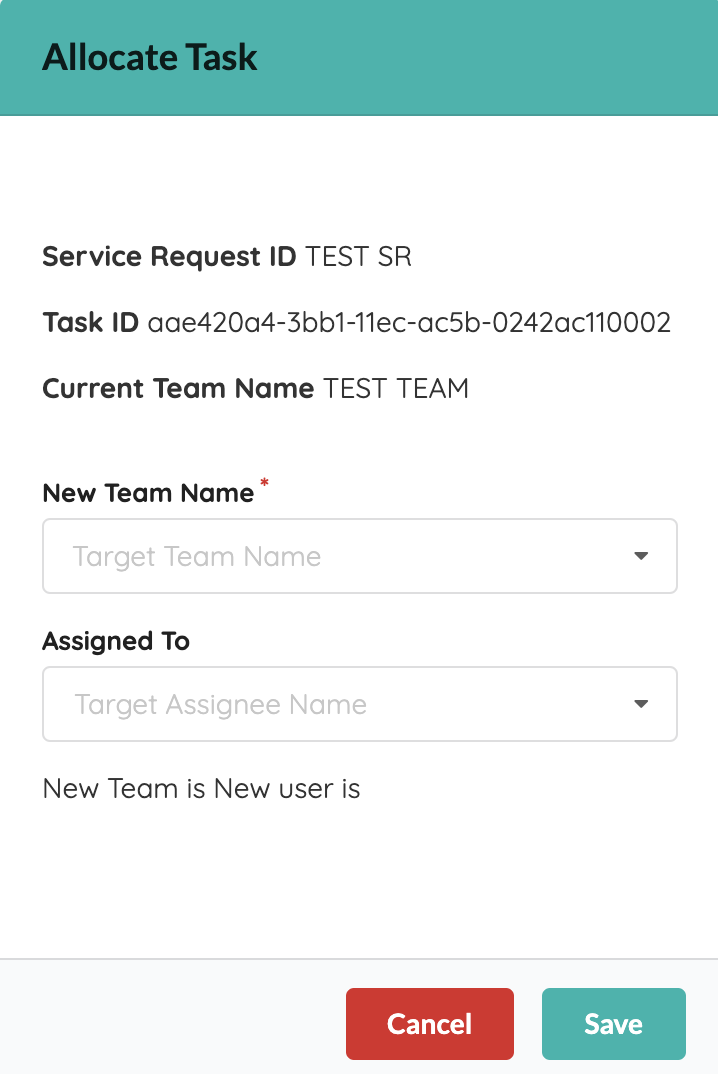 Allocate Task
Service Request ID TEST SR
Task ID aae420a4-3bb1-11ec-ac5b-0242ac110002
Current Team Name TEST TEAM
New Team Name *
Target Team Name
Assigned To
Target Assignee Name
New Team is New user is
Cancel Save